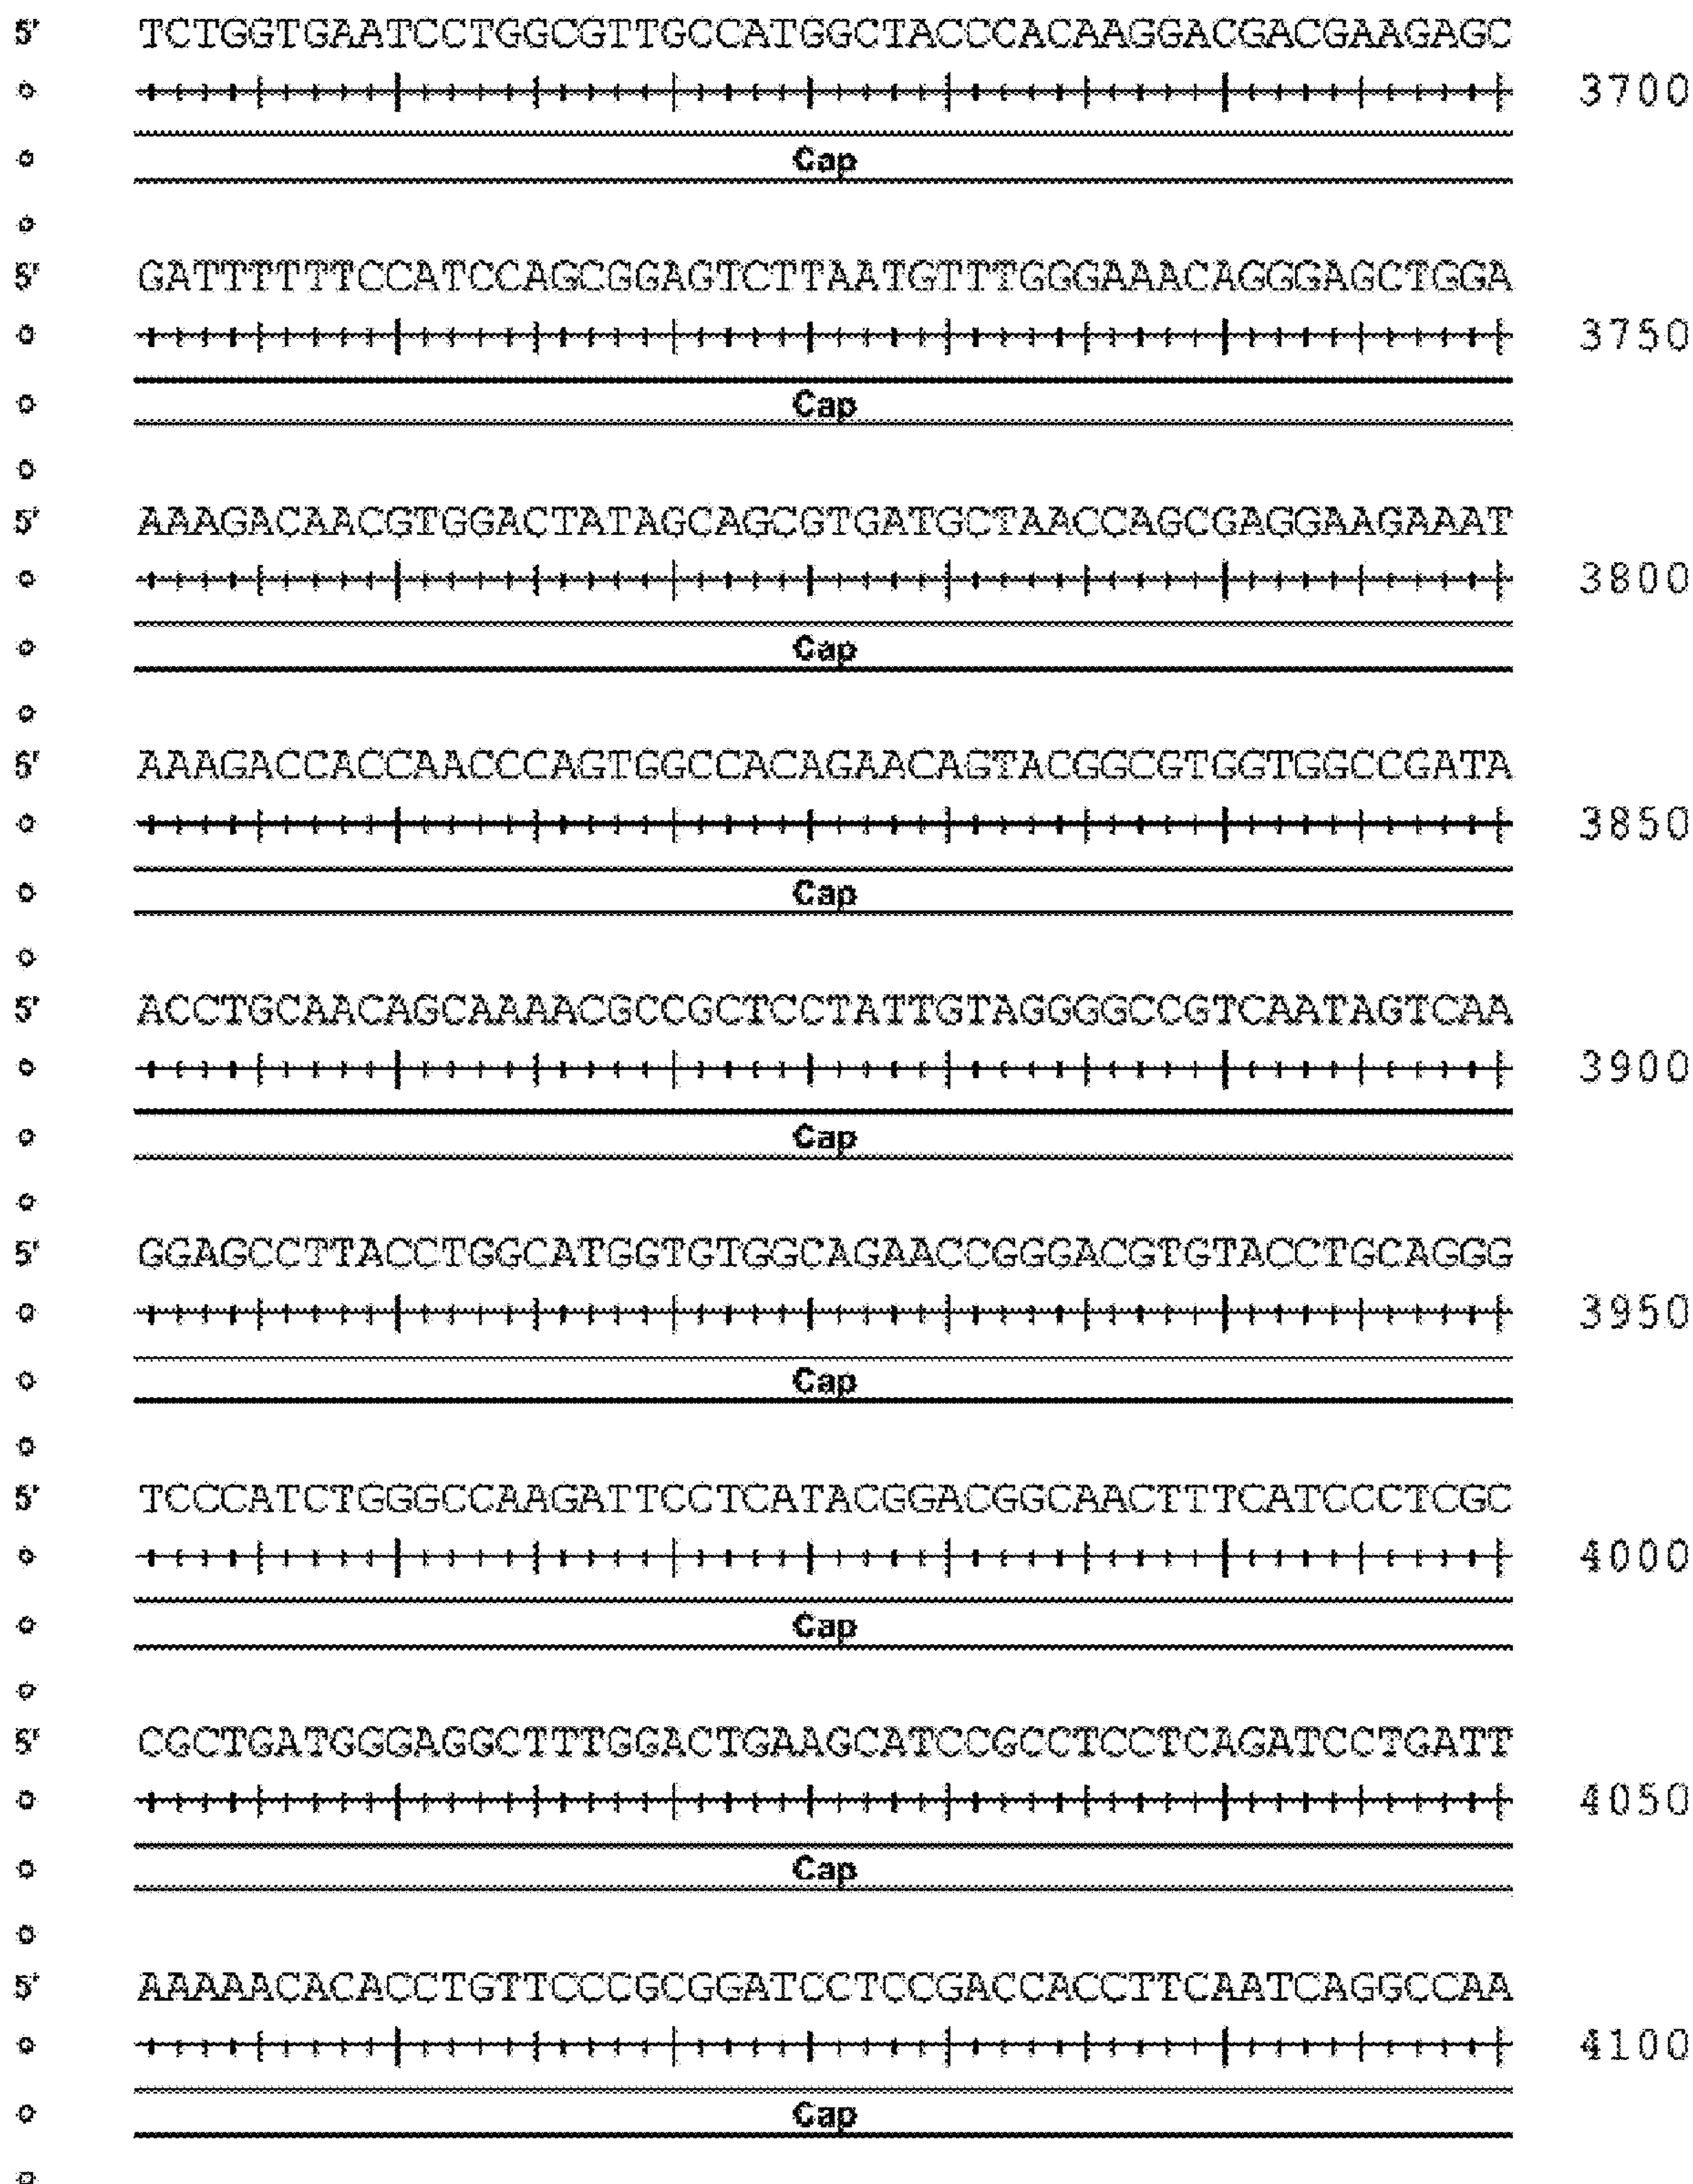 5' TCTGGTGAATCCTGGCGTTGCCATGGCTACCCACAAGGACGACGAAGAGC
3700
Cap
5' GATTTTTTCCATCCAGCGGAGTCTTAATGTTTGGGAAACAGGGAGCTGGA
3750
Cap
5' AAAGACAACGTGGACTATAGCAGCGTGATGCTAACCAGCGAGGAAGAAAT
3800
Cap
5' AAAGACCACCAACCCAGTGGCCACAGAACAGTACGGCGTGGTGGCCGATA
3850
Cap
5' ACCTGCAACAGCAAAACGCCGCTCCTATTGTAGGGGCCGTCAATAGTCAA
3900
Cap
5' GGAGCCTTACCTGGCATGGTGTGGCAGAACCGGGACGTGTACCTGCAGGG
3950
Cap
5' TCCCATCTGGGCCAAGATTCCTCATACGGACGGCAACTTTCATCCCTCGC
4000
Cap
5' CGCTGATGGGAGGCTTTGGACTGAAGCATCCGCCTCCTCAGATCCTGATT
4050
Cap
5' AAAAACACACCTGTTCCCGCGGATCCTCCGACCACCTTCAATCAGGCCAA
4100
Cap